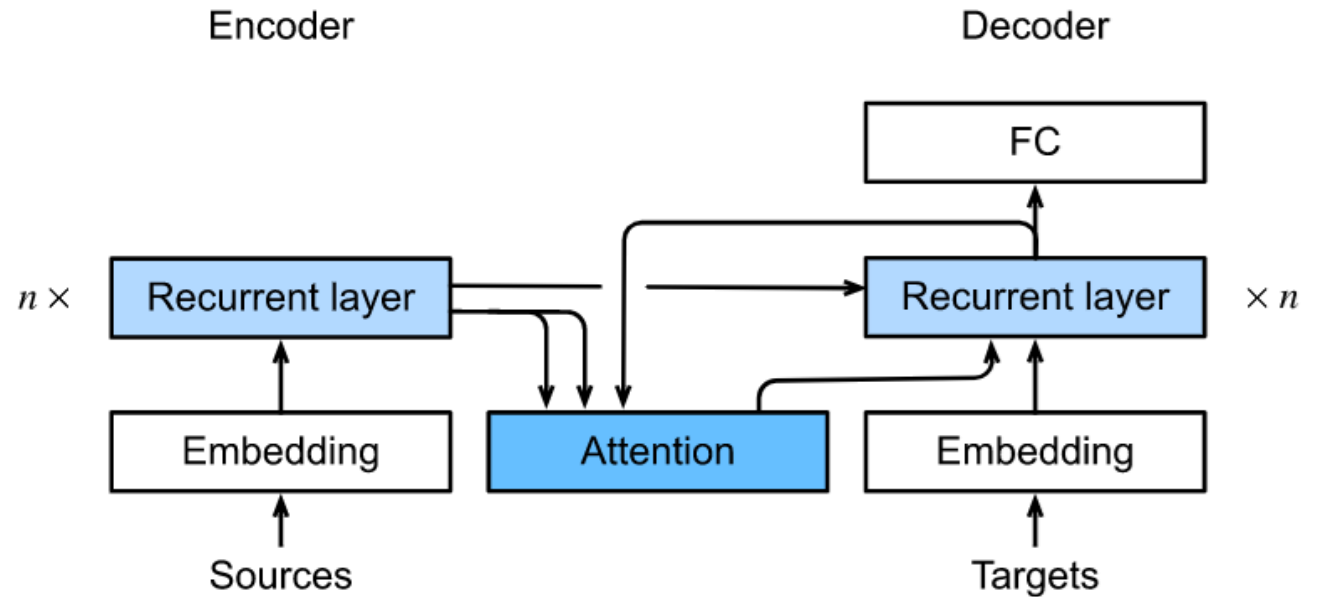 Encoder
Decoder
FC
n ×
Recurrent layer
Recurrent layer
× n
Embedding
Attention
Embedding
Sources
Targets